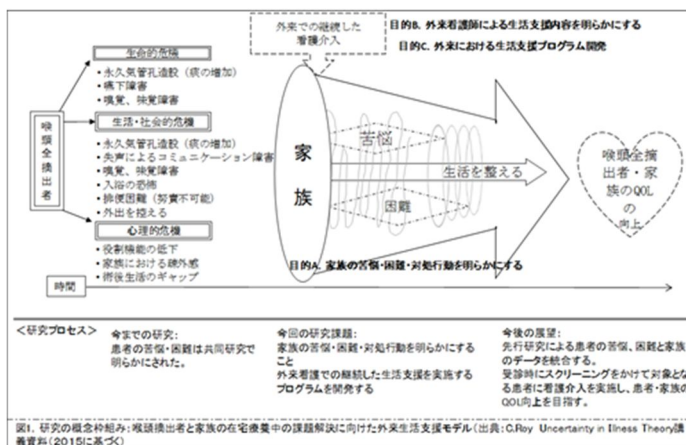 外来での継続した
看護介入
目的B. 外来看護師による生活支援内容を明らかにする
目的C. 外来における生活支援プログラム開発
喉頭全摘出者
生命的危機
・永久気管孔造設（痰の増加）
・嚥下障害
・嗅覚、味覚障害
生活・社会的危機
・永久気管孔造設（痰の増加）
・失声によるコミュニケーション障害
・嗅覚、味覚障害
・入浴の恐怖
・排便困難（努責不可能）
・外出を控える
心理的危機
・役割機能の低下
・家族における疎外感
・術後生活のギャップ
家族
苦悩
生活を整える
困難
喉頭全摘
出者・家
族のQOL
の
向上
目的A. 家族の苦悩・困難・対処行動を明らかにする
時間
＜研究プロセス＞
今までの研究:
患者の苦悩・困難は共同研究で
明らかにされた。
今回の研究課題:
家族の苦悩・困難・対処行動を明らかにする
こと
外来看護での継続した生活支援を実施する
プログラムを開発する
今後の展望:
先行研究による患者の苦悩、困難と家族
のデータを統合する。
受診時にスクリーニングをかけて対象とな
る患者に看護介入を実施し、患者・家族の
QOL向上を目指す。
図1. 研究の概念枠組み:喉頭摘出者と家族の在宅療養中の課題解決に向けた外来生活支援モデル（出典:C.Roy Uncertainty in Illness Theory講
義資料（2015に基づく）